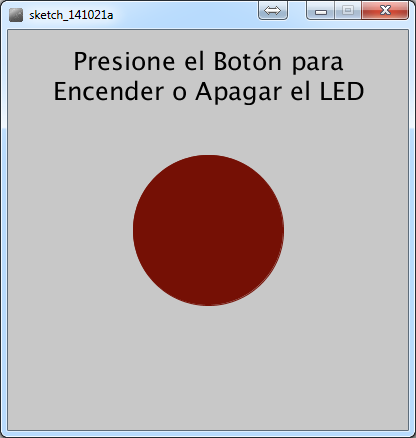 sketch_141021a
Presione el Botón para
Encender o Apagar el LED